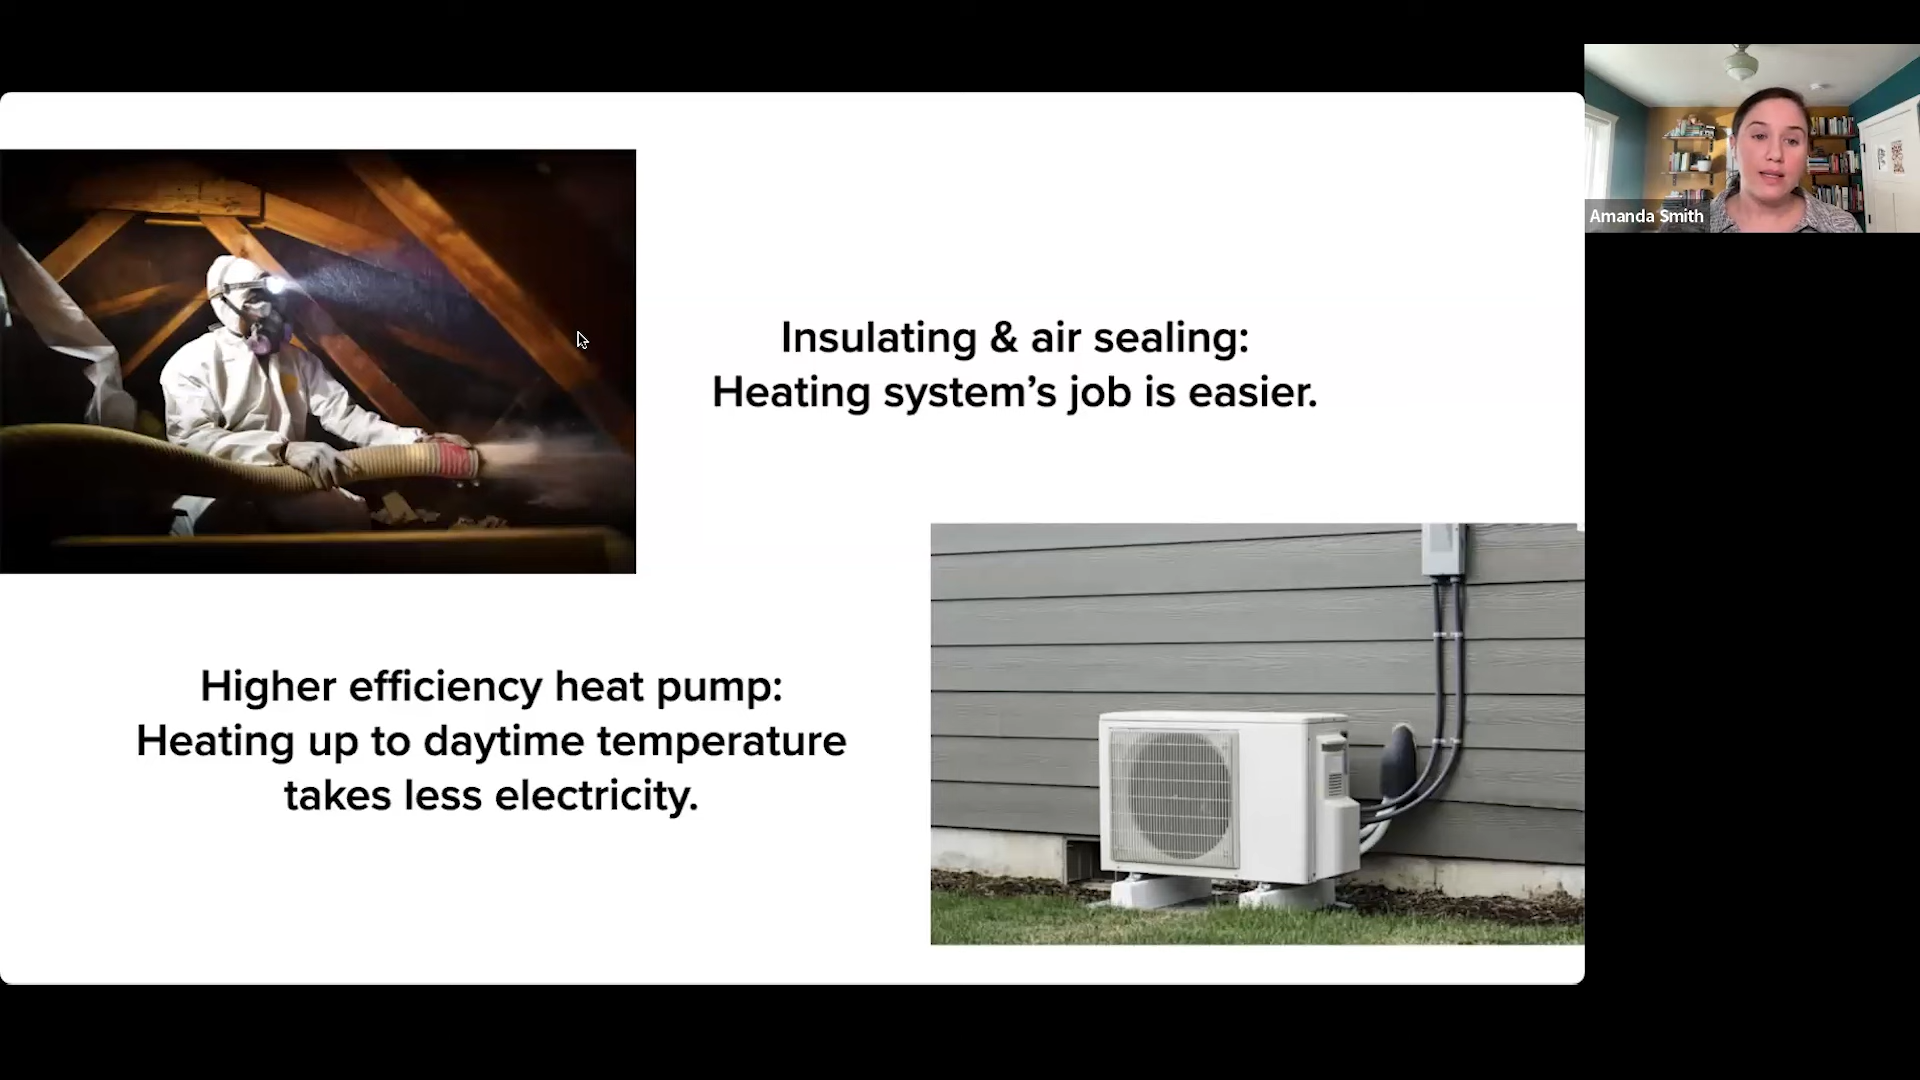 Amanda Smith
Insulating & air sealing:
Heating system’s job is easier.
Higher efficiency heat pump:
Heating up to daytime temperature
takes less electricity.